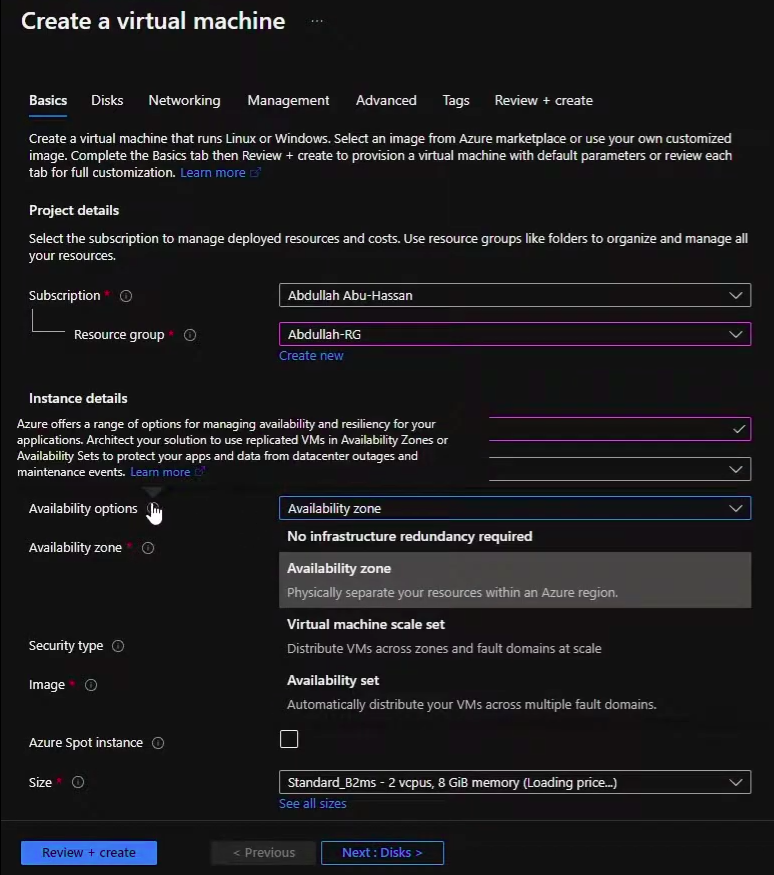 Create a virtual machine ...
Basics Disks Networking Management Advanced Tags Review + create
Create a virtual machine that runs Linux or Windows. Select an image from Azure marketplace or use your own customized
image. Complete the Basics tab then Review + create to provision a virtual machine with default parameters or review each
tab for full customization. Learn more
Project details
Select the subscription to manage deployed resources and costs. Use resource groups like folders to organize and manage all
your resources.
Subscription * Abdullah Abu-Hassan
Resource group * Abdullah-RG
Create new
Instance details
Azure offers a range of options for managing availability and resiliency for your
applications. Architect your solution to use replicated VMs in Availability Zones or
Availability Sets to protect your apps and data from datacenter outages and
maintenance events. Learn more
Availability options Availability zone
No infrastructure redundancy required
Availability zone *
Availability zone
Physically separate your resources within an Azure region.
Virtual machine scale set
Security type
Distribute VMs across zones and fault domains at scale
Availability set
Image *
Automatically distribute your VMs across multiple fault domains.
Azure Spot instance
Size * Standard_B2ms - 2 vcpus, 8 GiB memory (Loading price...)
See all sizes
Review + create < Previous Next : Disks >